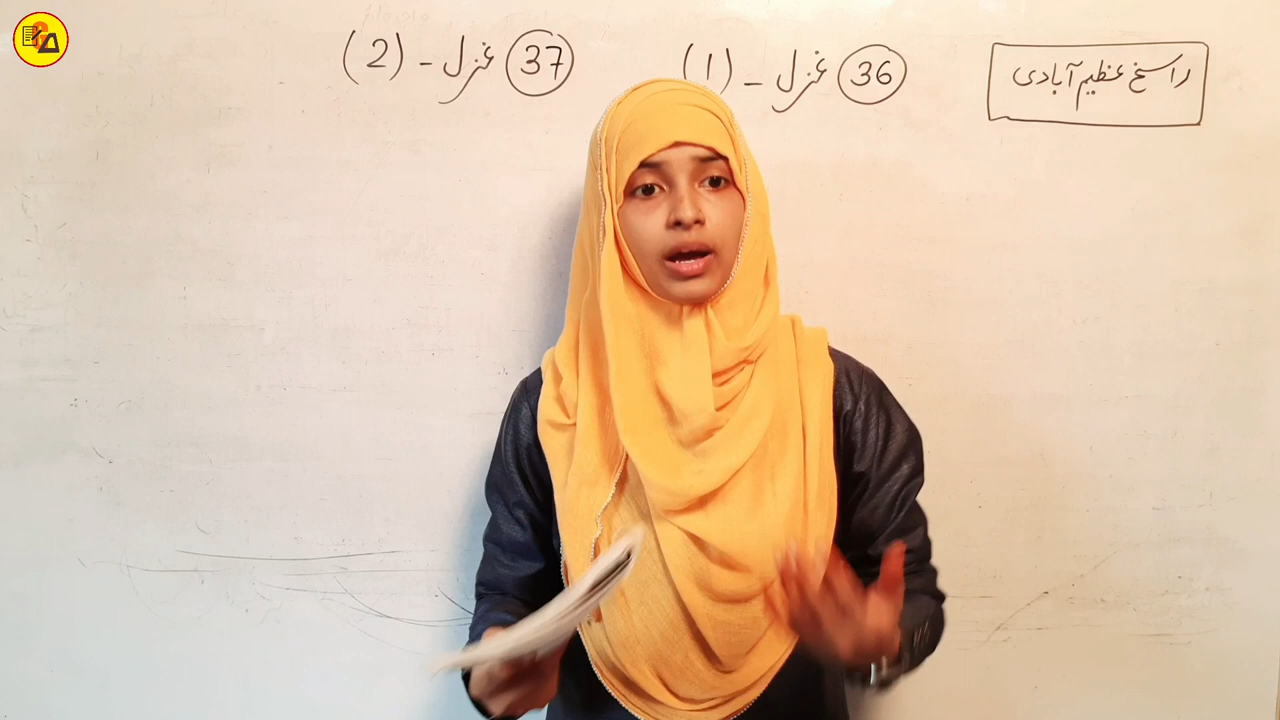 راسخ عظیم آبادی
36 غزل - (1)
37 غزل - (2)